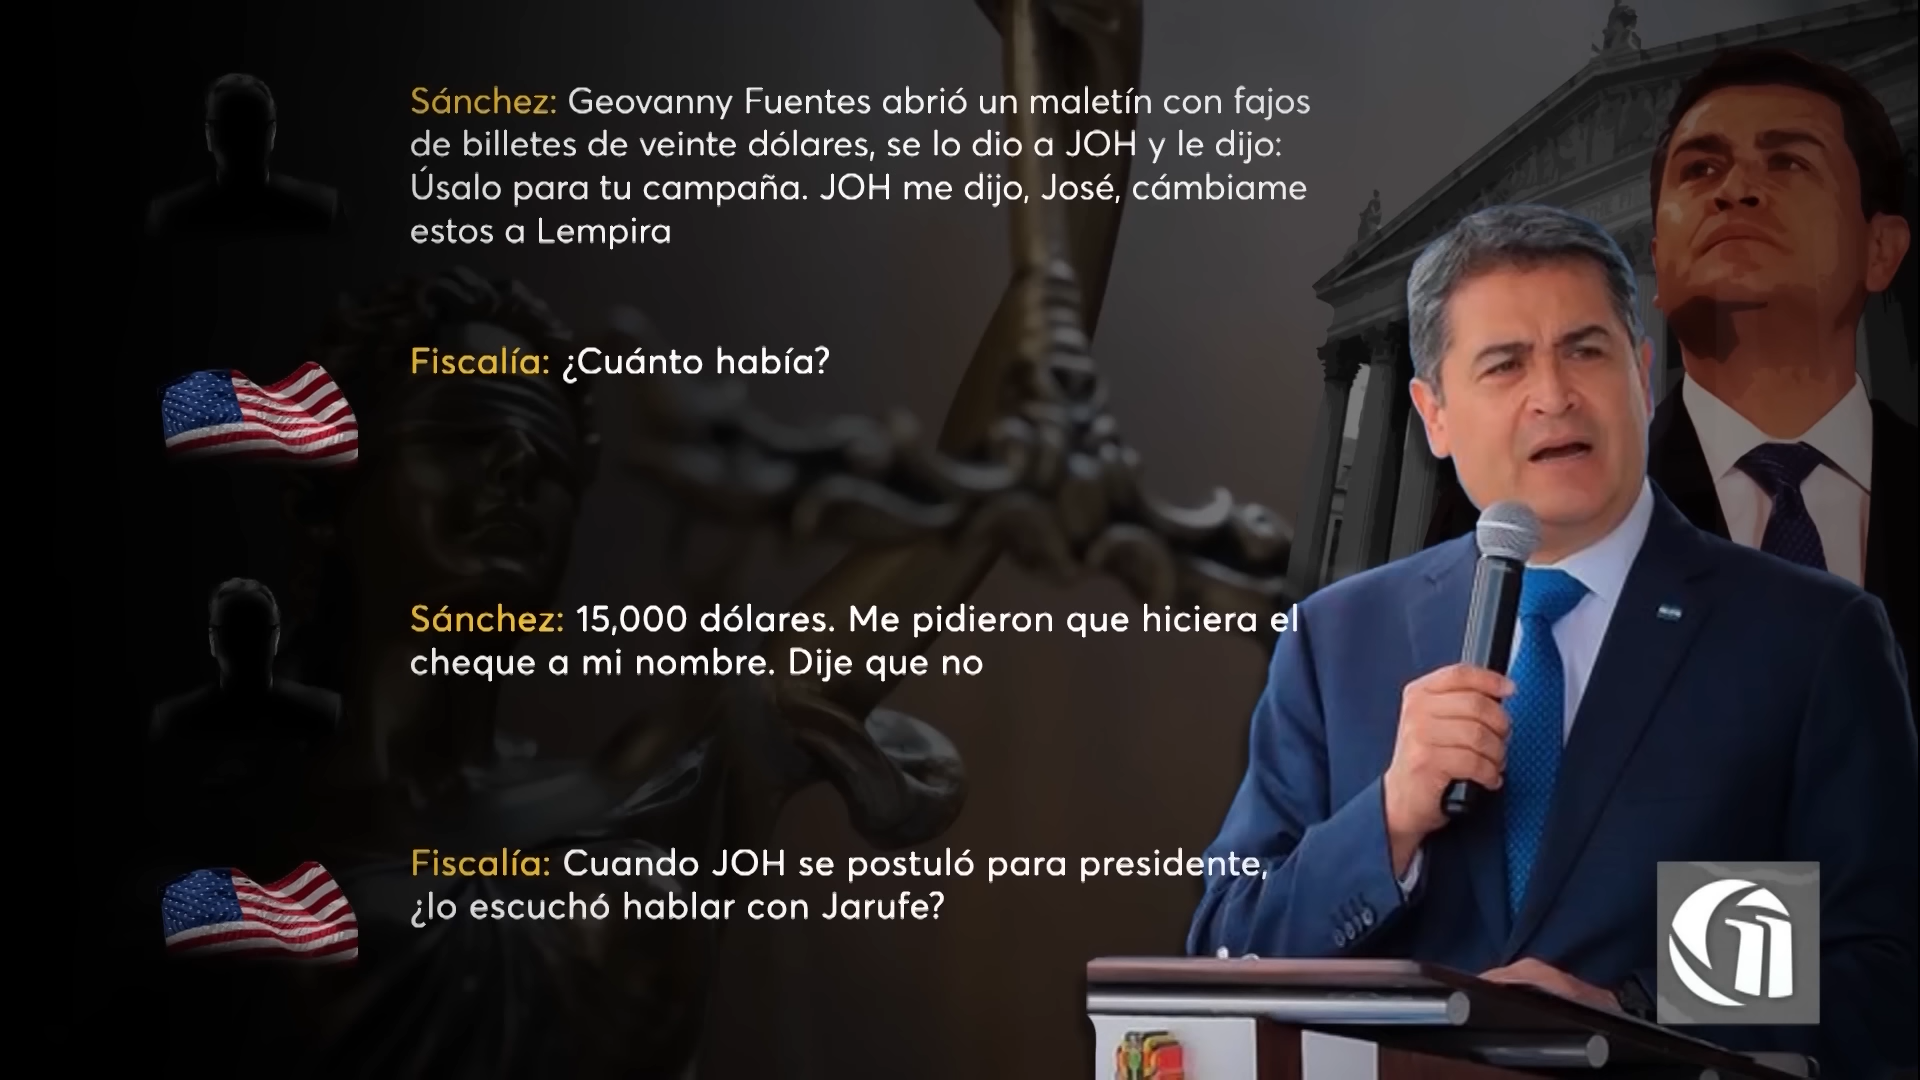 Sánchez: Geovanny Fuentes abrió un maletín con fajos
de billetes de veinte dólares, se lo dio a JOH y le dijo:
Úsalo para tu campaña. JOH me dijo, José, cámbiame
estos a Lempira
Fiscalía: ¿Cuánto había?
Sánchez: 15,000 dólares. Me pidieron que hiciera el
cheque a mi nombre. Dije que no
Fiscalía: Cuando JOH se postuló para presidente,
¿lo escuchó hablar con Jarufe?